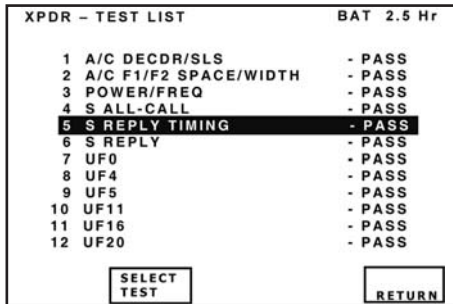 XPDR – TEST LIST BAT 2.5 Hr
1 A/C DECDR/SLS - PASS
2 A/C F1/F2 SPACE/WIDTH - PASS
3 POWER/FREQ - PASS
4 S ALL-CALL - PASS
5 S REPLY TIMING - PASS
6 S REPLY - PASS
7 UF0 - PASS
8 UF4 - PASS
9 UF5 - PASS
10 UF11 - PASS
11 UF16 - PASS
12 UF20 - PASS
SELECT
TEST
RETURN